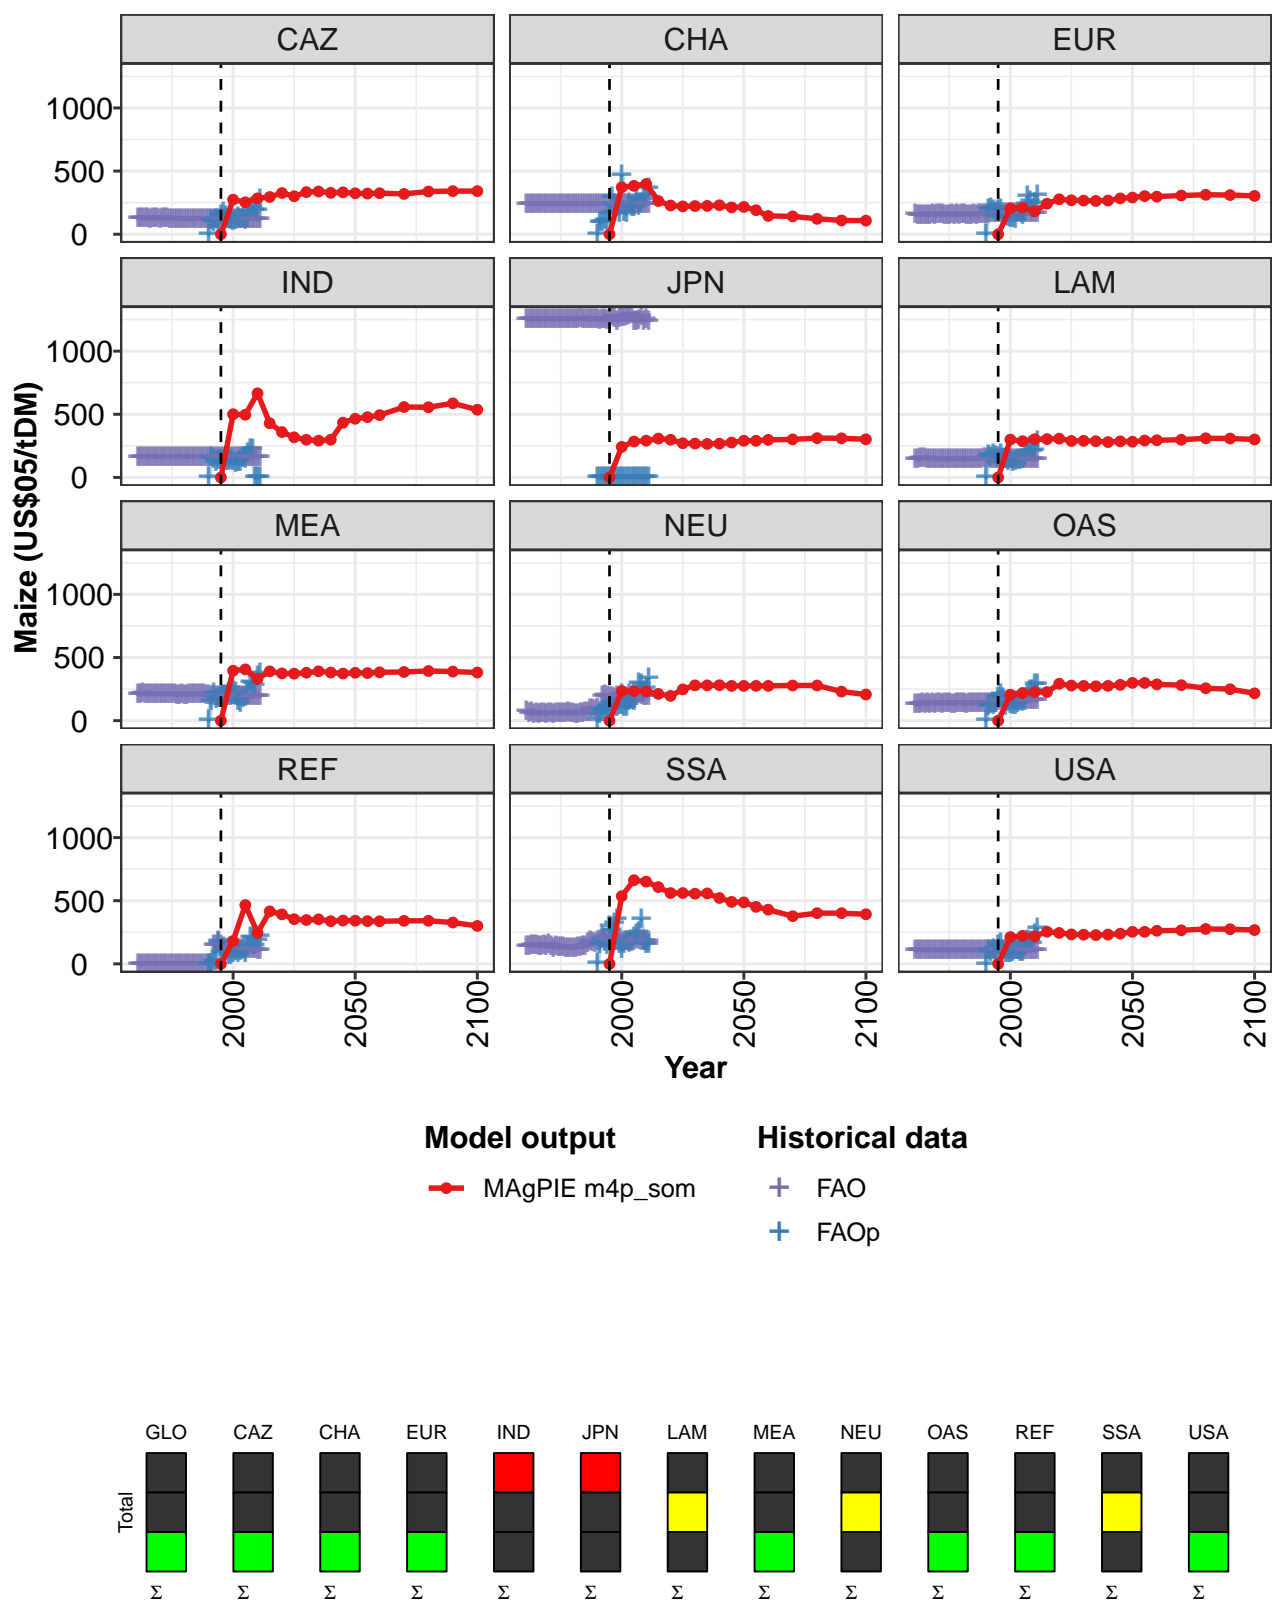 CAZ CHA EUR
1000
500
0
IND JPN LAM
1000
500
0
MEA NEU OAS
1000
500
0
REF SSA USA
1000
500
0
Maize (US$05/tDM)
2000 2050 2100 2000 2050 2100 2000 2050 2100
Year
Model output
MAgPIE m4p_som
Historical data
FAO
FAOp
GLO CAZ CHA EUR IND JPN LAM MEA NEU OAS REF SSA USA
Total
Σ Σ Σ Σ Σ Σ Σ Σ Σ Σ Σ Σ Σ